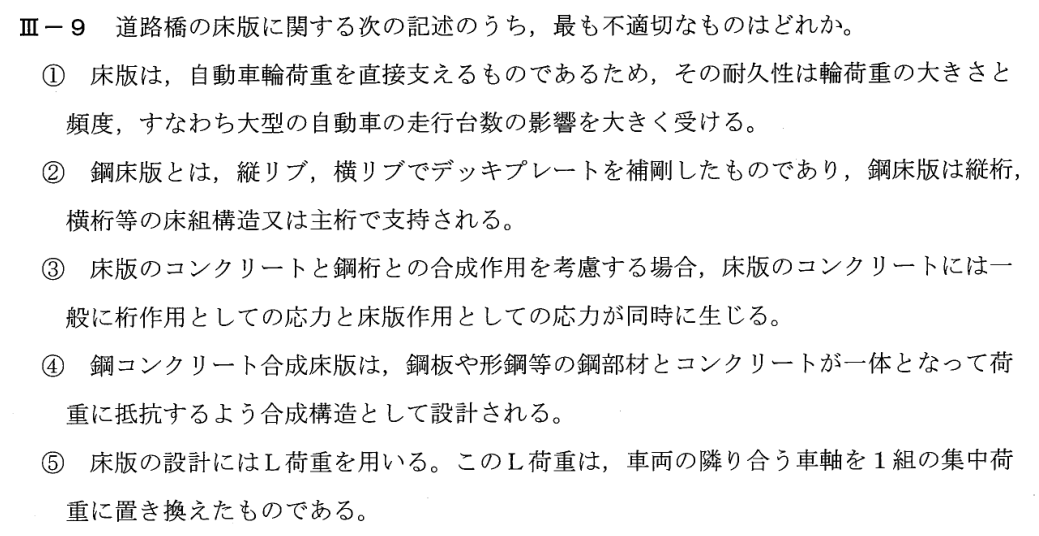 Ⅲ－9　道路橋の床版に関する次の記述のうち，最も不適切なものはどれか。
①　床版は，自動車輪荷重を直接支えるものであるため，その耐久性は輪荷重の大きさと
頻度，すなわち大型の自動車の走行台数の影響を大きく受ける。
②　鋼床版とは，縦リブ，横リブでデッキプレートを補剛したものであり，鋼床版は縦桁，
横桁等の床組構造又は主桁で支持される。
③　床版のコンクリートと鋼桁との合成作用を考慮する場合，床版のコンクリートには一
般に桁作用としての応力と床版作用としての応力が同時に生じる。
④　鋼コンクリート合成床版は，鋼板や形鋼等の鋼部材とコンクリートが一体となって荷
重に抵抗するよう合成構造として設計される。
⑤　床版の設計にはＬ荷重を用いる。このＬ荷重は，車両の隣り合う車軸を１組の集中荷
重に置き換えたものである。